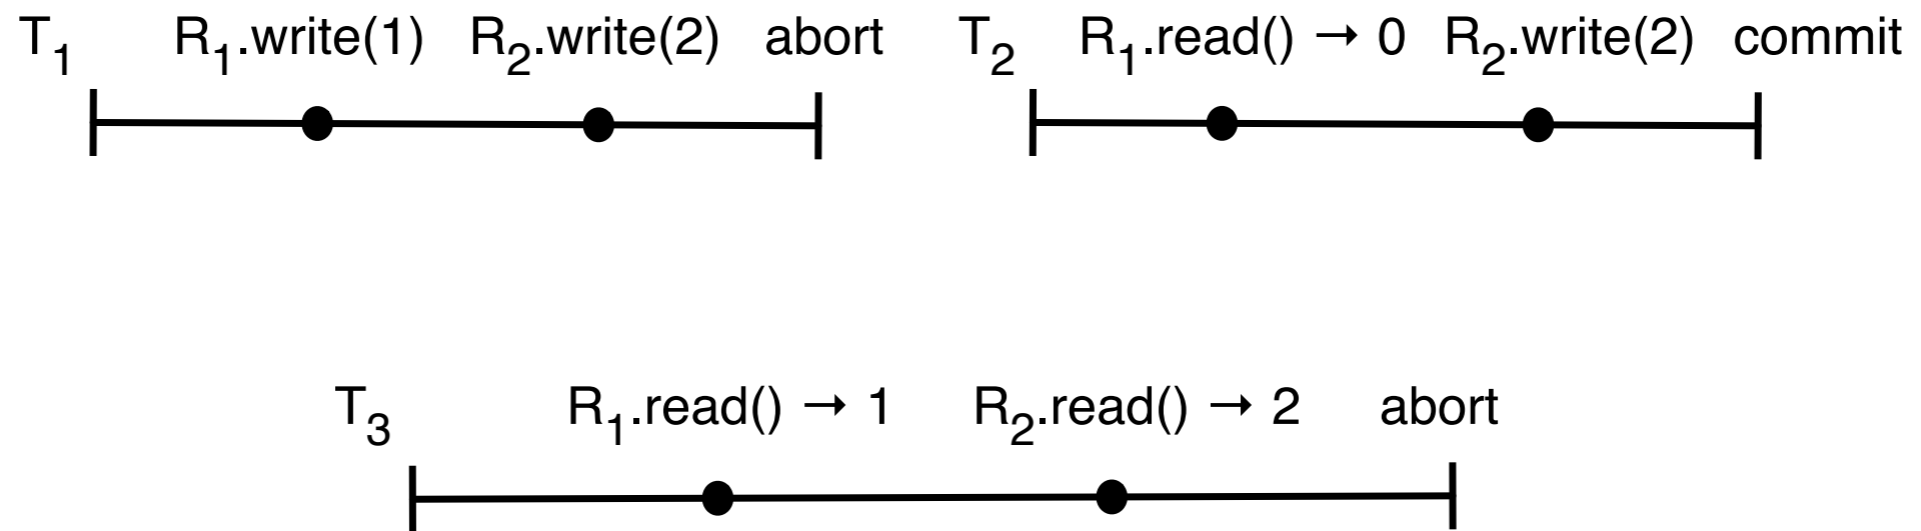 T₁ R₁.write(1) R₂.write(2) abort T₂ R₁.read() → 0 R₂.write(2) commit
T₃ R₁.read() → 1 R₂.read() → 2 abort